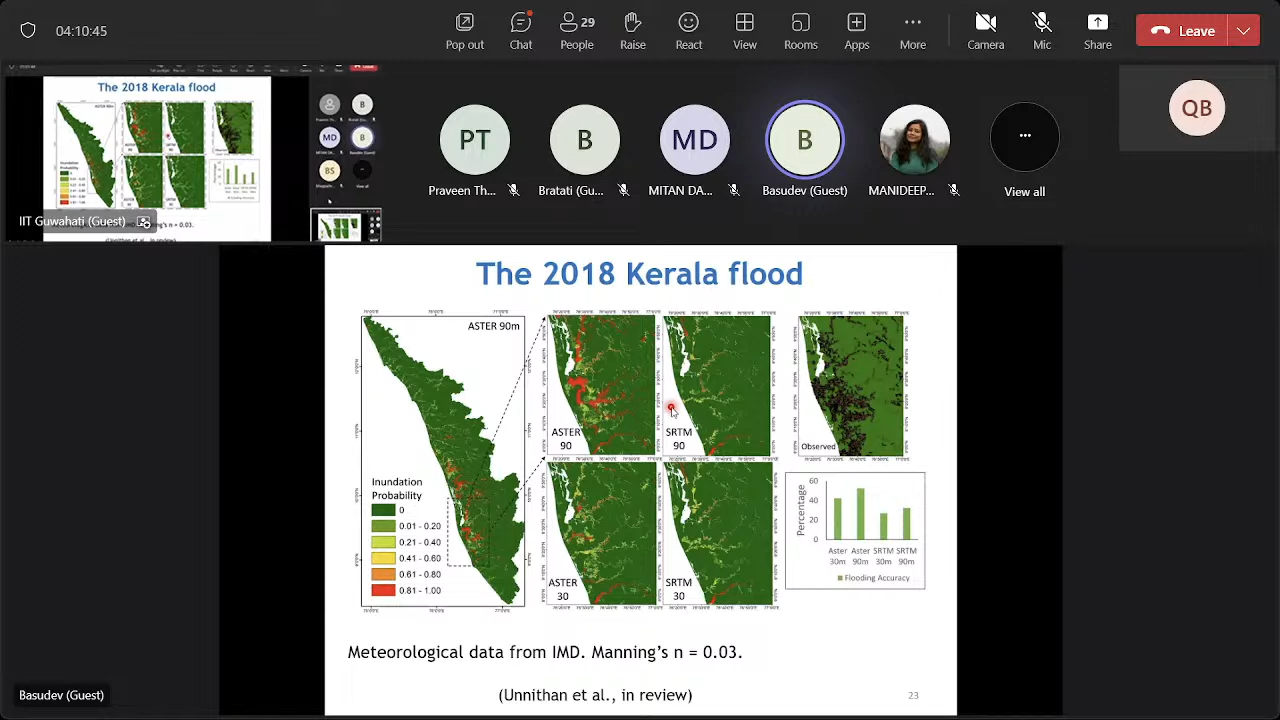 04:10:45
Pop out
Chat
29
People
Raise
React
View
Rooms
Apps
More
Camera
Mic
Share
Leave
The 2018 Kerala flood
IIT Guwahati (Guest)
PT
Praveen Th...
B
Bratati (Gu...
MD
MITALI DA...
B
Basudev (Guest)
MANIDEEP...
View all
QB
The 2018 Kerala flood
ASTER 90m
Inundation
Probability
0
0.01 - 0.20
0.21 - 0.40
0.41 - 0.60
0.61 - 0.80
0.81 - 1.00
ASTER
90
SRTM
90
Observed
ASTER
30
SRTM
30
Percentage
60
40
20
0
Aster Aster SRTM SRTM
30m 90m 30m 90m
Flooding Accuracy
Meteorological data from IMD. Manning's n = 0.03.
(Unnithan et al., in review)
23
Basudev (Guest)